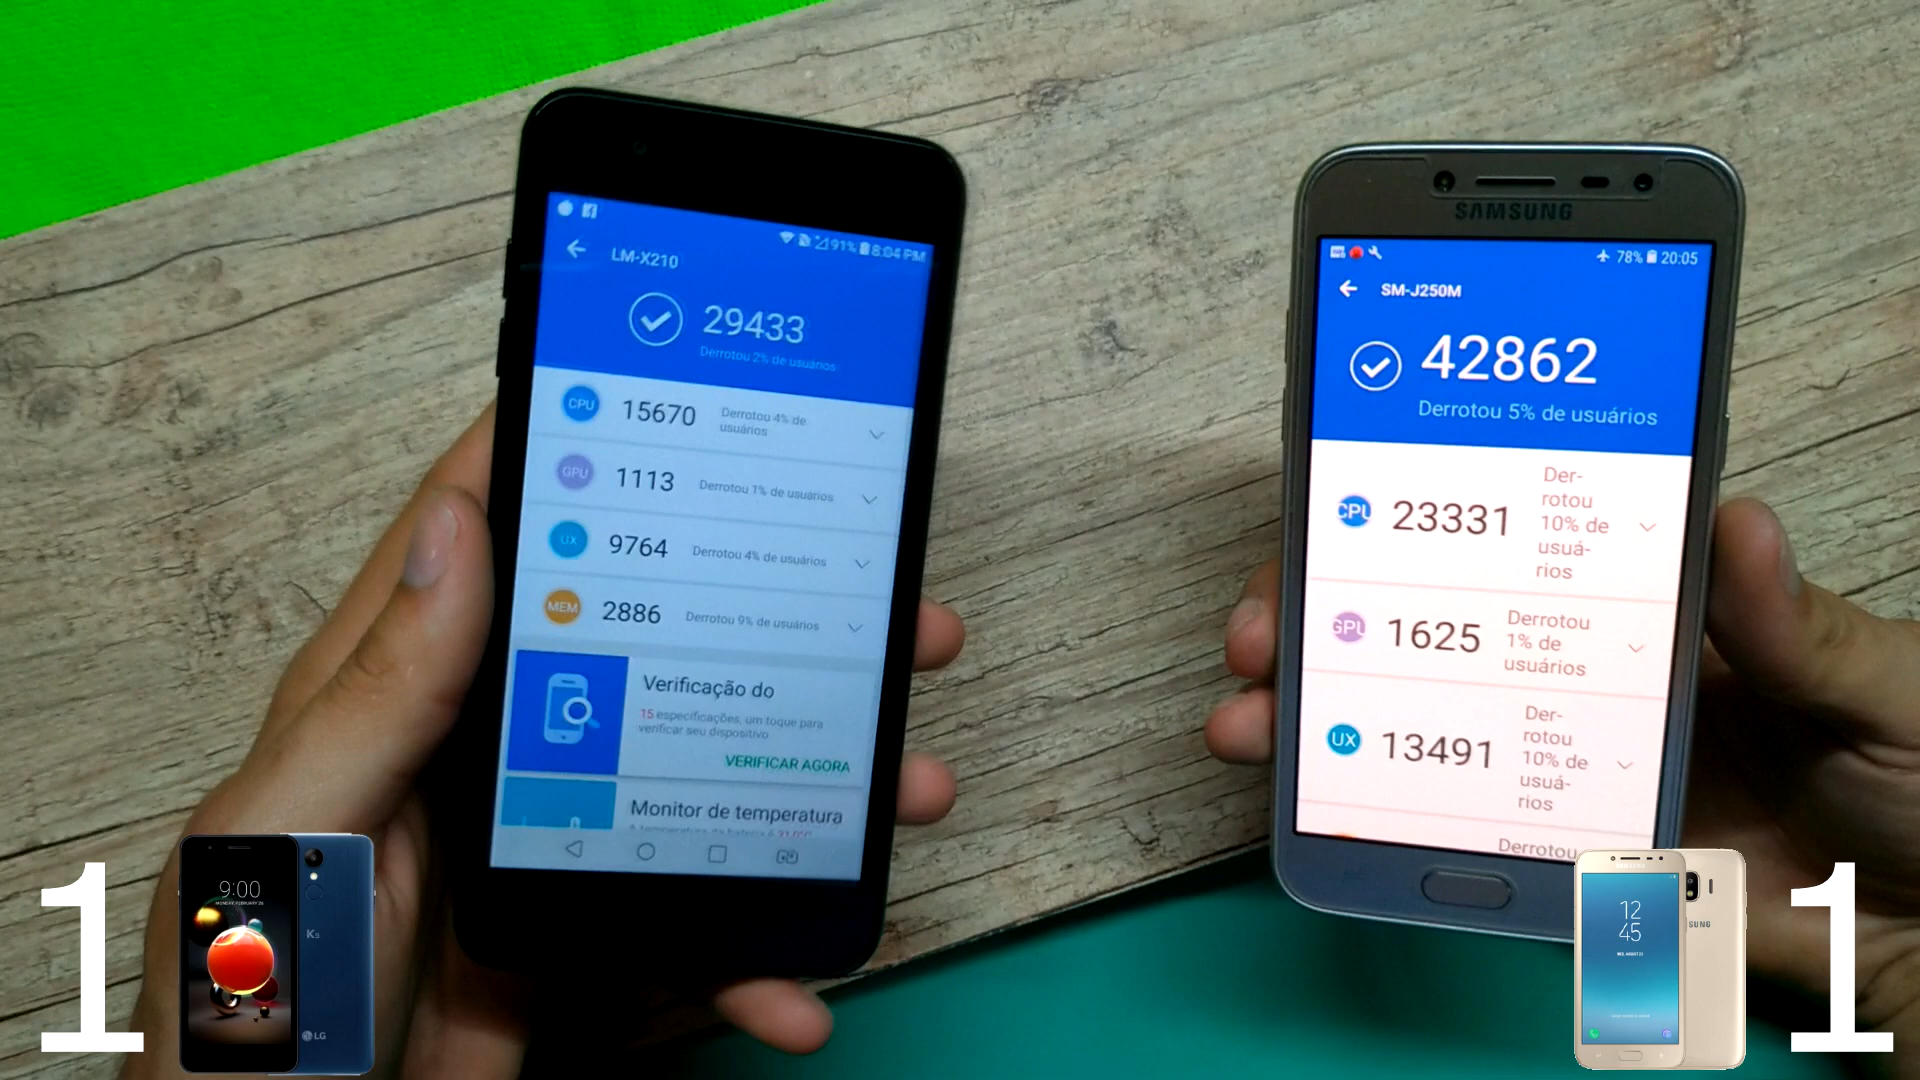 91% 8:04 PM
LM-X210
29433
Derrotou 2% de usuários
CPU 15670 Derrotou 4% de
usuários
GPU 1113 Derrotou 1% de usuários
UX 9764 Derrotou 4% de usuários
MEM 2886 Derrotou 9% de usuários
Verificação do
15 especificações, um toque para
verificar seu dispositivo
VERIFICAR AGORA
Monitor de temperatura
SAMSUNG
78% 20:05
SM-J250M
42862
Derrotou 5% de usuários
CPU 23331 Der-
rotou
10% de
usuá-
rios
GPU 1625 Derrotou
1% de
usuários
UX 13491 Der-
rotou
10% de
usuá-
rios
Derrotou
1
9:00
LG
12
45
SUNG
1